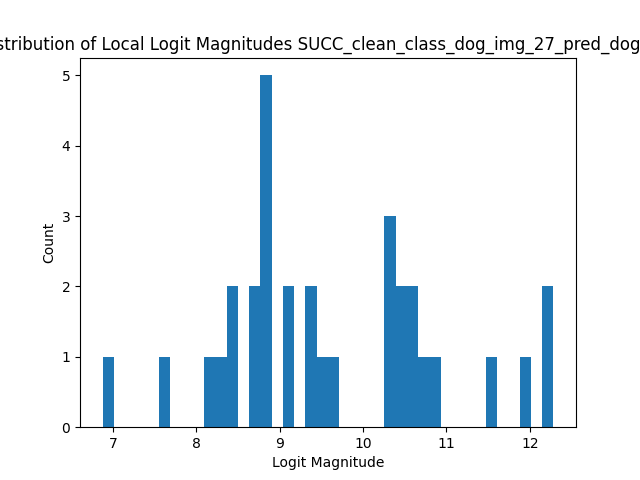 stribution of Local Logit Magnitudes SUCC_clean_class_dog_img_27_pred_dog
5
4
3
2
1
0
Count
7 8 9 10 11 12
Logit Magnitude